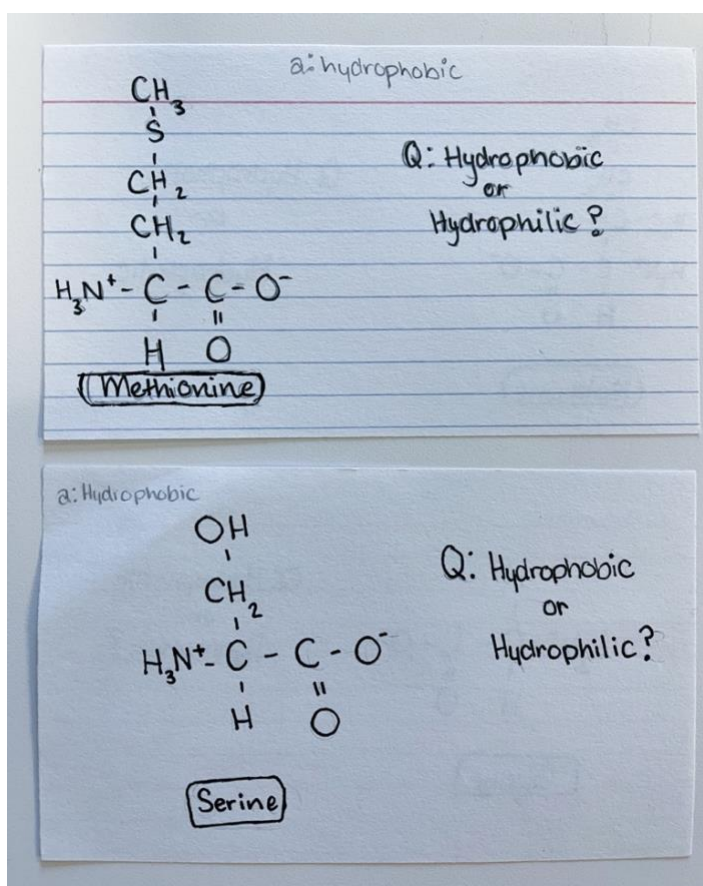 a: hydrophobic
CH3
S
CH2
CH2
H3N+ - C - C - O-
H O
Methionine
Q: Hydrophobic
or
Hydrophilic?
a: Hydrophobic
OH
CH2
H3N+ - C - C - O-
H O
Serine
Q: Hydrophobic
or
Hydrophilic?